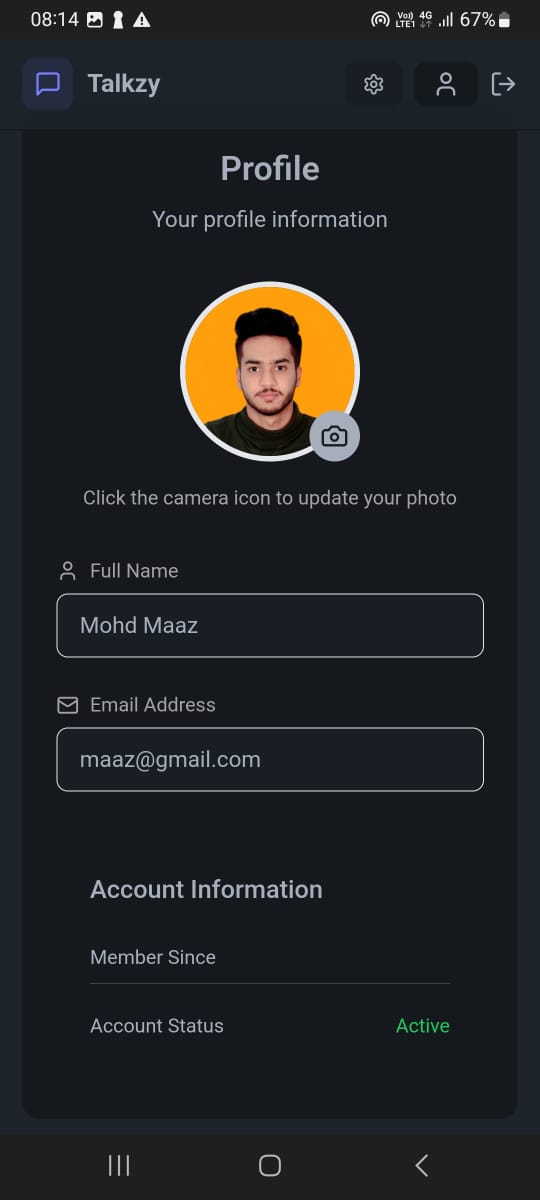 08:14 Vo) 4G LTE1 67%
Talkzy
Profile
Your profile information
Click the camera icon to update your photo
Full Name
Mohd Maaz
Email Address
maaz@gmail.com
Account Information
Member Since
Account Status Active